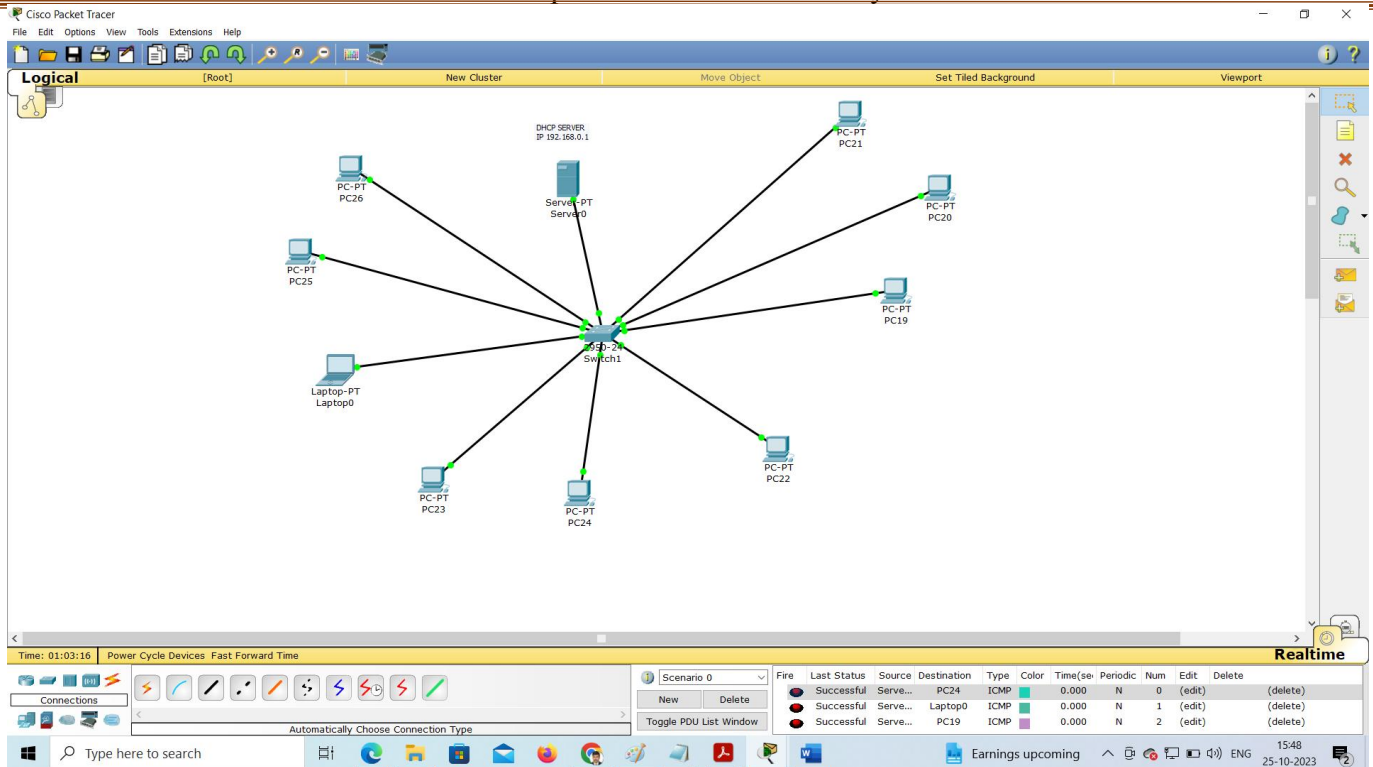 Cisco Packet Tracer
File Edit Options View Tools Extensions Help
Logical [Root] New Cluster Move Object Set Tiled Background Viewport
DHCP SERVER
IP 192.168.0.1
PC-PT
PC21
PC-PT
PC26
Server-PT
Server0
PC-PT
PC20
PC-PT
PC25
PC-PT
PC19
2950-24
Switch1
Laptop-PT
Laptop0
PC-PT
PC22
PC-PT
PC23
PC-PT
PC24
Time: 01:03:16 Power Cycle Devices Fast Forward Time Realtime
Connections
Automatically Choose Connection Type
Scenario 0
New Delete
Toggle PDU List Window
Fire Last Status Source Destination Type Color Time(se Periodic Num Edit Delete
Successful Serve... PC24 ICMP 0.000 N 0 (edit) (delete)
Successful Serve... Laptop0 ICMP 0.000 N 1 (edit) (delete)
Successful Serve... PC19 ICMP 0.000 N 2 (edit) (delete)
Type here to search
Earnings upcoming
ENG
15:48
25-10-2023
2